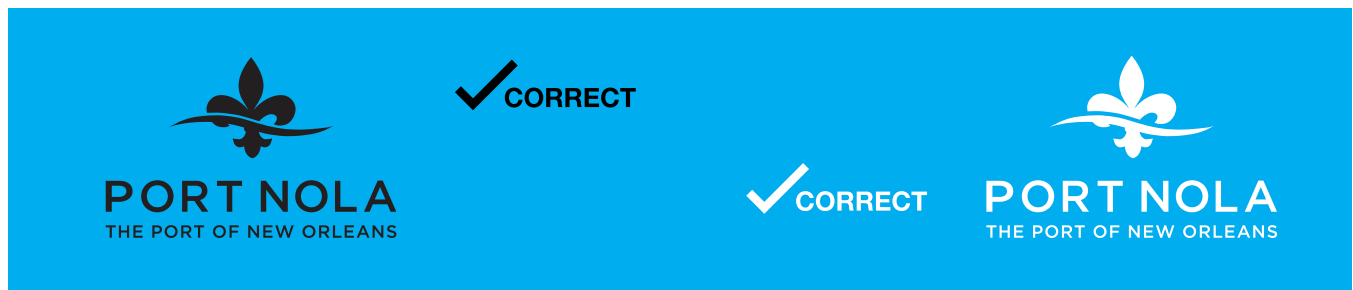 CORRECT
PORT NOLA
THE PORT OF NEW ORLEANS
CORRECT
PORT NOLA
THE PORT OF NEW ORLEANS